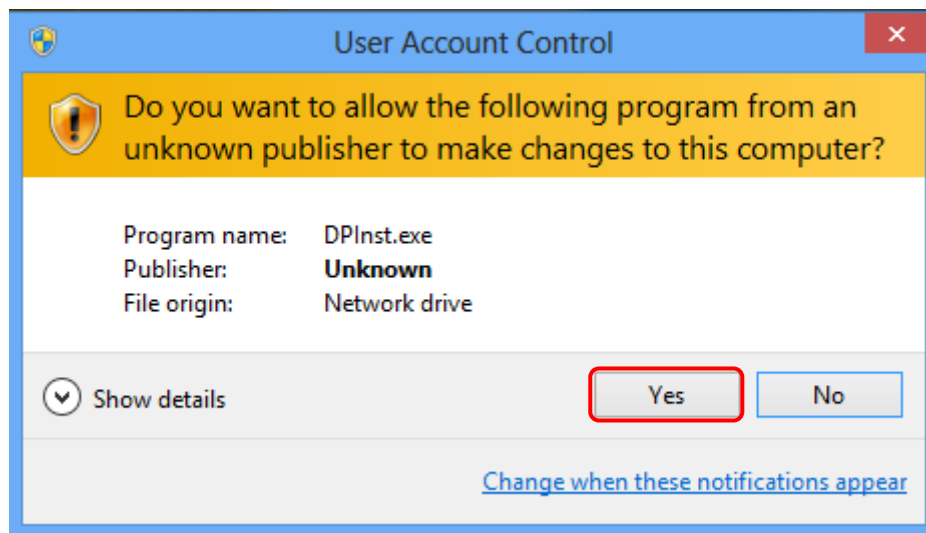 User Account Control
Do you want to allow the following program from an
unknown publisher to make changes to this computer?
Program name: DPInst.exe
Publisher: Unknown
File origin: Network drive
Show details Yes No
Change when these notifications appear